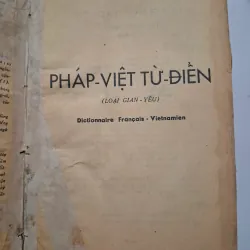 PHÁP-VIỆT TỪ-ĐIỂN
(LOẠI GIẢN-YẾU)
Dictionnaire Français - Vietnamien